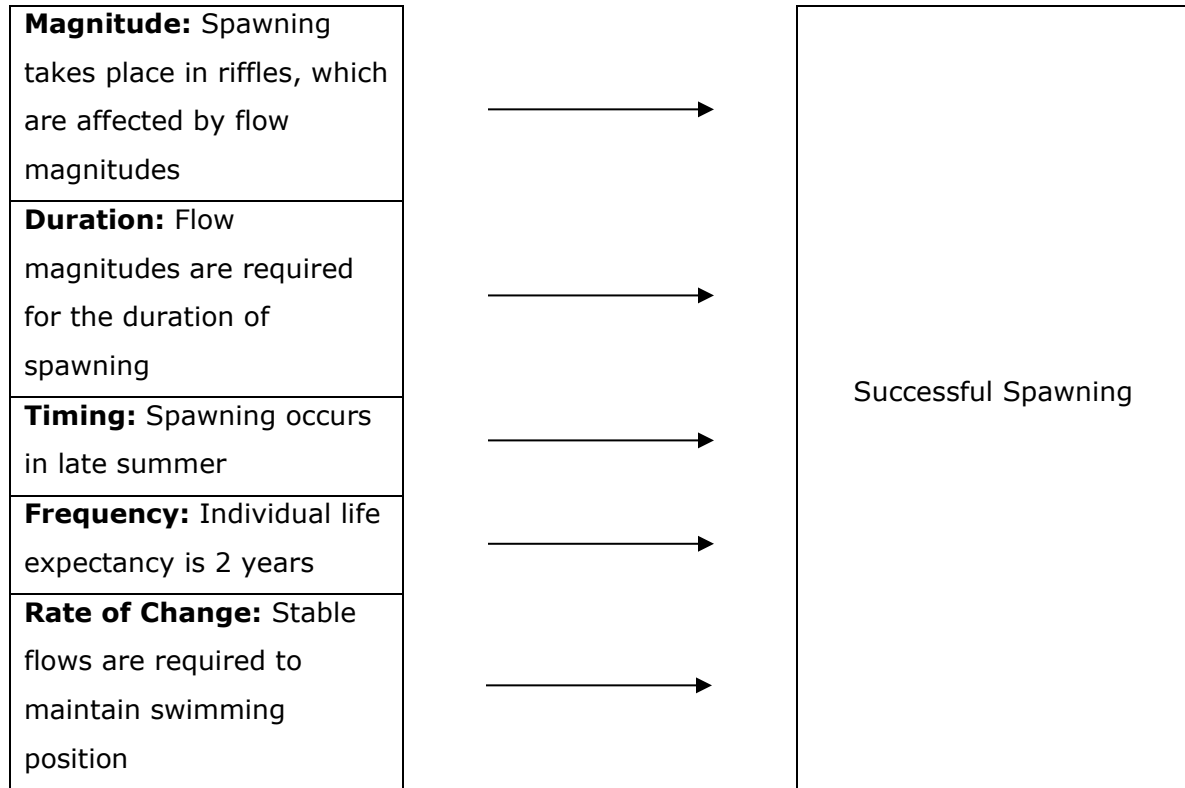 Magnitude: Spawning
takes place in riffles, which
are affected by flow
magnitudes
Duration: Flow
magnitudes are required
for the duration of
spawning
Timing: Spawning occurs
in late summer
Frequency: Individual life
expectancy is 2 years
Rate of Change: Stable
flows are required to
maintain swimming
position
Successful Spawning